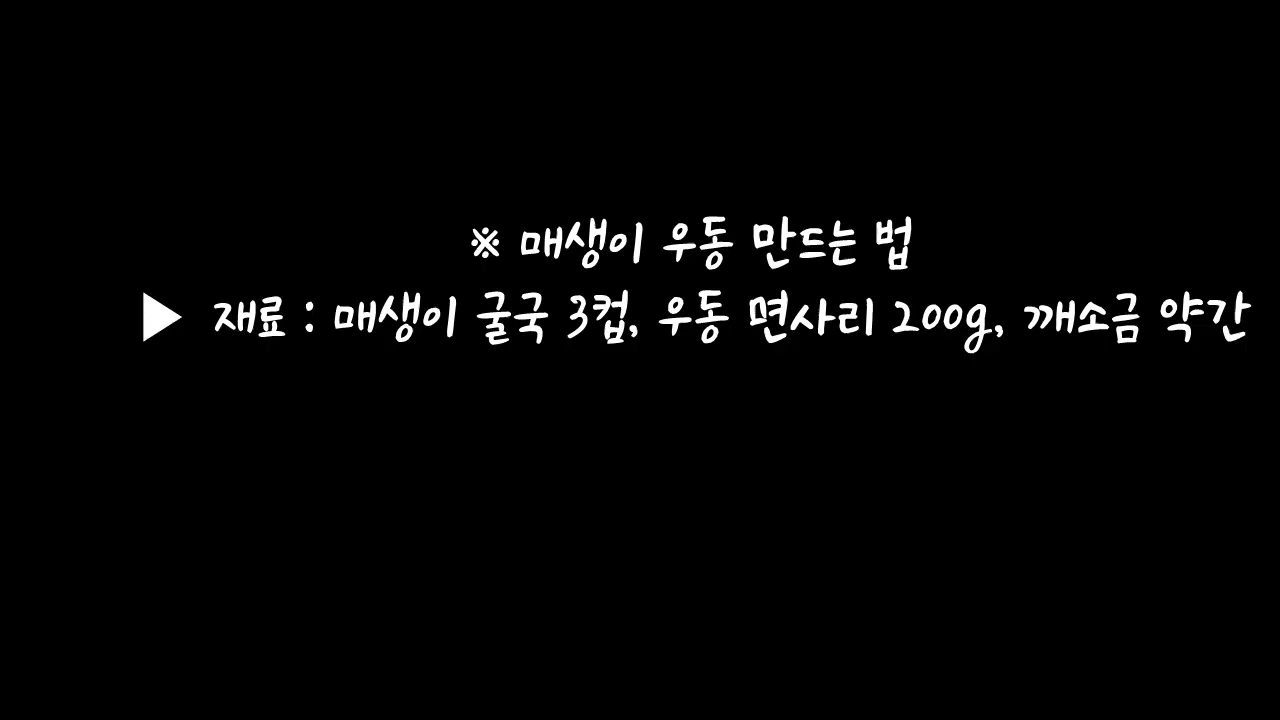 ※ 매생이 우동 만드는 법
▶ 재료 : 매생이 굴국 3컵, 우동 면사리 200g, 깨소금 약간